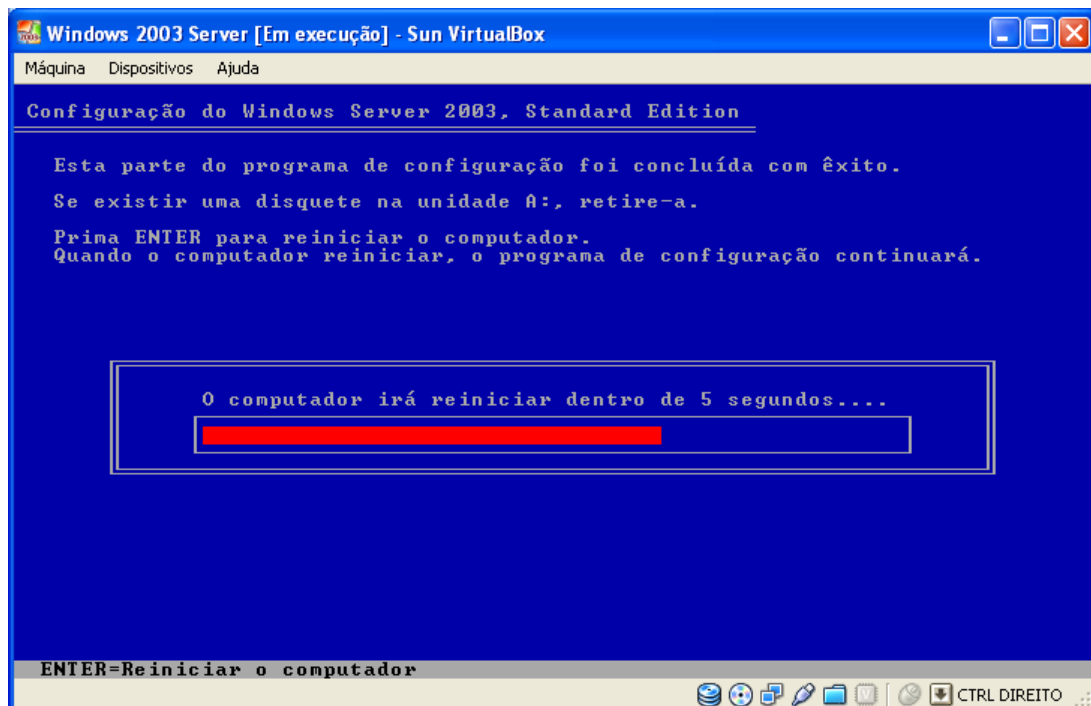 Windows 2003 Server [Em execução] - Sun VirtualBox
Máquina Dispositivos Ajuda
Configuração do Windows Server 2003, Standard Edition
Esta parte do programa de configuração foi concluída com êxito.
Se existir uma disquete na unidade A:, retire-a.
Prima ENTER para reiniciar o computador.
Quando o computador reiniciar, o programa de configuração continuará.
O computador irá reiniciar dentro de 5 segundos....
ENTER=Reiniciar o computador
CTRL DIREITO